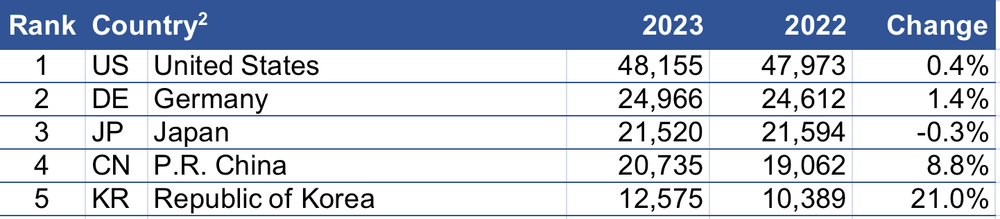 Rank Country² 2023 2022 Change
1 US United States 48,155 47,973 0.4%
2 DE Germany 24,966 24,612 1.4%
3 JP Japan 21,520 21,594 -0.3%
4 CN P.R. China 20,735 19,062 8.8%
5 KR Republic of Korea 12,575 10,389 21.0%